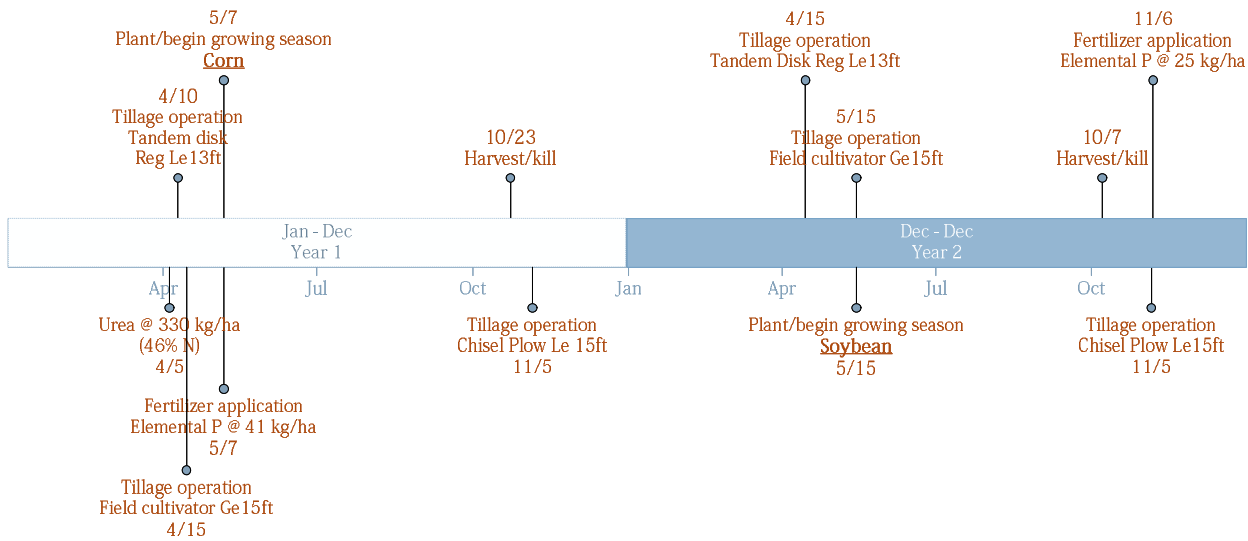 5/7
Plant/begin growing season
Corn
4/10
Tillage operation
Tandem disk
Reg Le13ft
10/23
Harvest/kill
4/15
Tillage operation
Tandem Disk Reg Le13ft
5/15
Tillage operation
Field cultivator Ge15ft
11/6
Fertilizer application
Elemental P @ 25 kg/ha
10/7
Harvest/kill
Jan - Dec
Year 1
Dec - Dec
Year 2
Apr
Jul
Oct
Jan
Apr
Jul
Oct
Urea @ 330 kg/ha
(46% N)
4/5
Fertilizer application
Elemental P @ 41 kg/ha
5/7
Tillage operation
Field cultivator Ge15ft
4/15
Tillage operation
Chisel Plow Le 15ft
11/5
Plant/begin growing season
Soybean
5/15
Tillage operation
Chisel Plow Le15ft
11/5